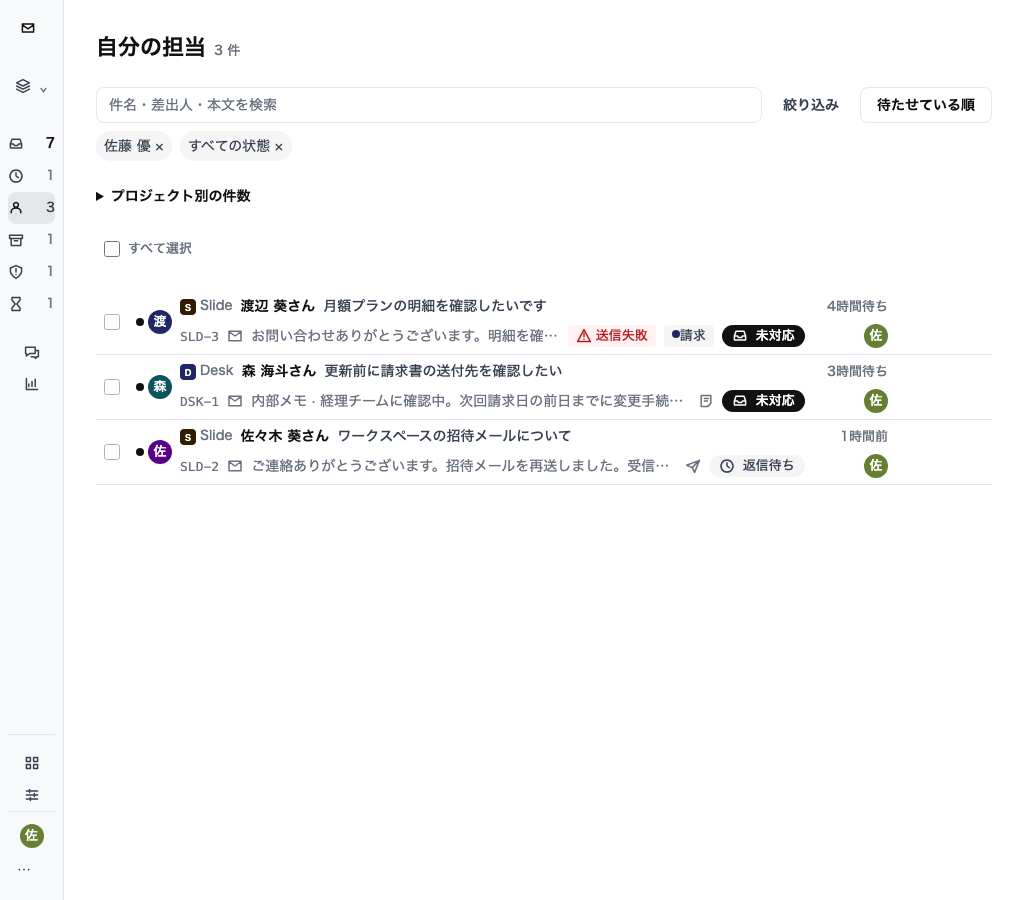 自分の担当 3 件
件名・差出人・本文を検索 絞り込み 待たせている順
佐藤 優 × すべての状態 ×
▶ プロジェクト別の件数
すべて選択
7
1
3
1
1
1
渡 S Slide 渡辺 葵さん 月額プランの明細を確認したいです 4時間待ち
SLD-3 お問い合わせありがとうございます。明細を確… 送信失敗 請求 未対応 佐
森 D Desk 森 海斗さん 更新前に請求書の送付先を確認したい 3時間待ち
DSK-1 内部メモ · 経理チームに確認中。次回請求日の前日までに変更手続… 未対応 佐
佐 S Slide 佐々木 葵さん ワークスペースの招待メールについて 1時間前
SLD-2 ご連絡ありがとうございます。招待メールを再送しました。受信… 返信待ち 佐
佐
…